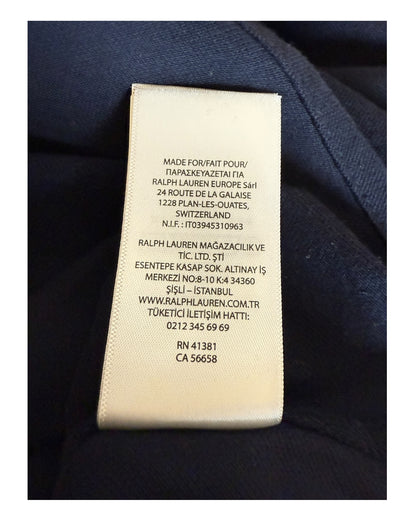 MADE FOR/FAIT POUR/
ΠΑΡΑΣΚΕΥΑΖΕΤΑΙ ΓΙΑ
RALPH LAUREN EUROPE Sárl
24 ROUTE DE LA GALAISE
1228 PLAN-LES-OUATES,
SWITZERLAND
N.I.F. : IT03945310963
RALPH LAUREN MAĞAZACILIK VE
TİC. LTD. ŞTİ
ESENTEPE KASAP SOK. ALTINAY İŞ
MERKEZİ NO:8-10 K:4 34360
ŞİŞLİ – İSTANBUL
WWW.RALPHLAUREN.COM.TR
TÜKETİCİ İLETİŞİM HATTI:
0212 345 69 69
RN 41381
CA 56658